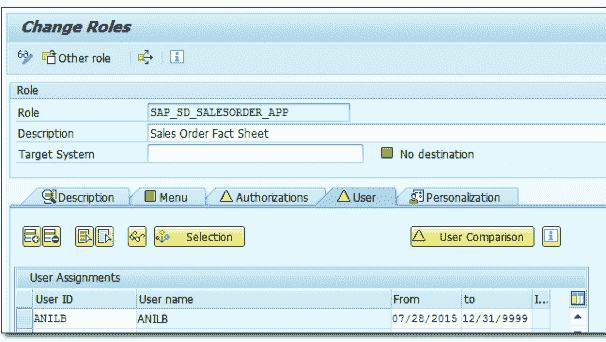 Change Roles
Other role
Role
Role SAP_SD_SALESORDER_APP
Description Sales Order Fact Sheet
Target System No destination
Description Menu Authorizations User Personalization
Selection User Comparison
User Assignments
User ID User name From to I...
ANILB ANILB 07/28/2015 12/31/9999